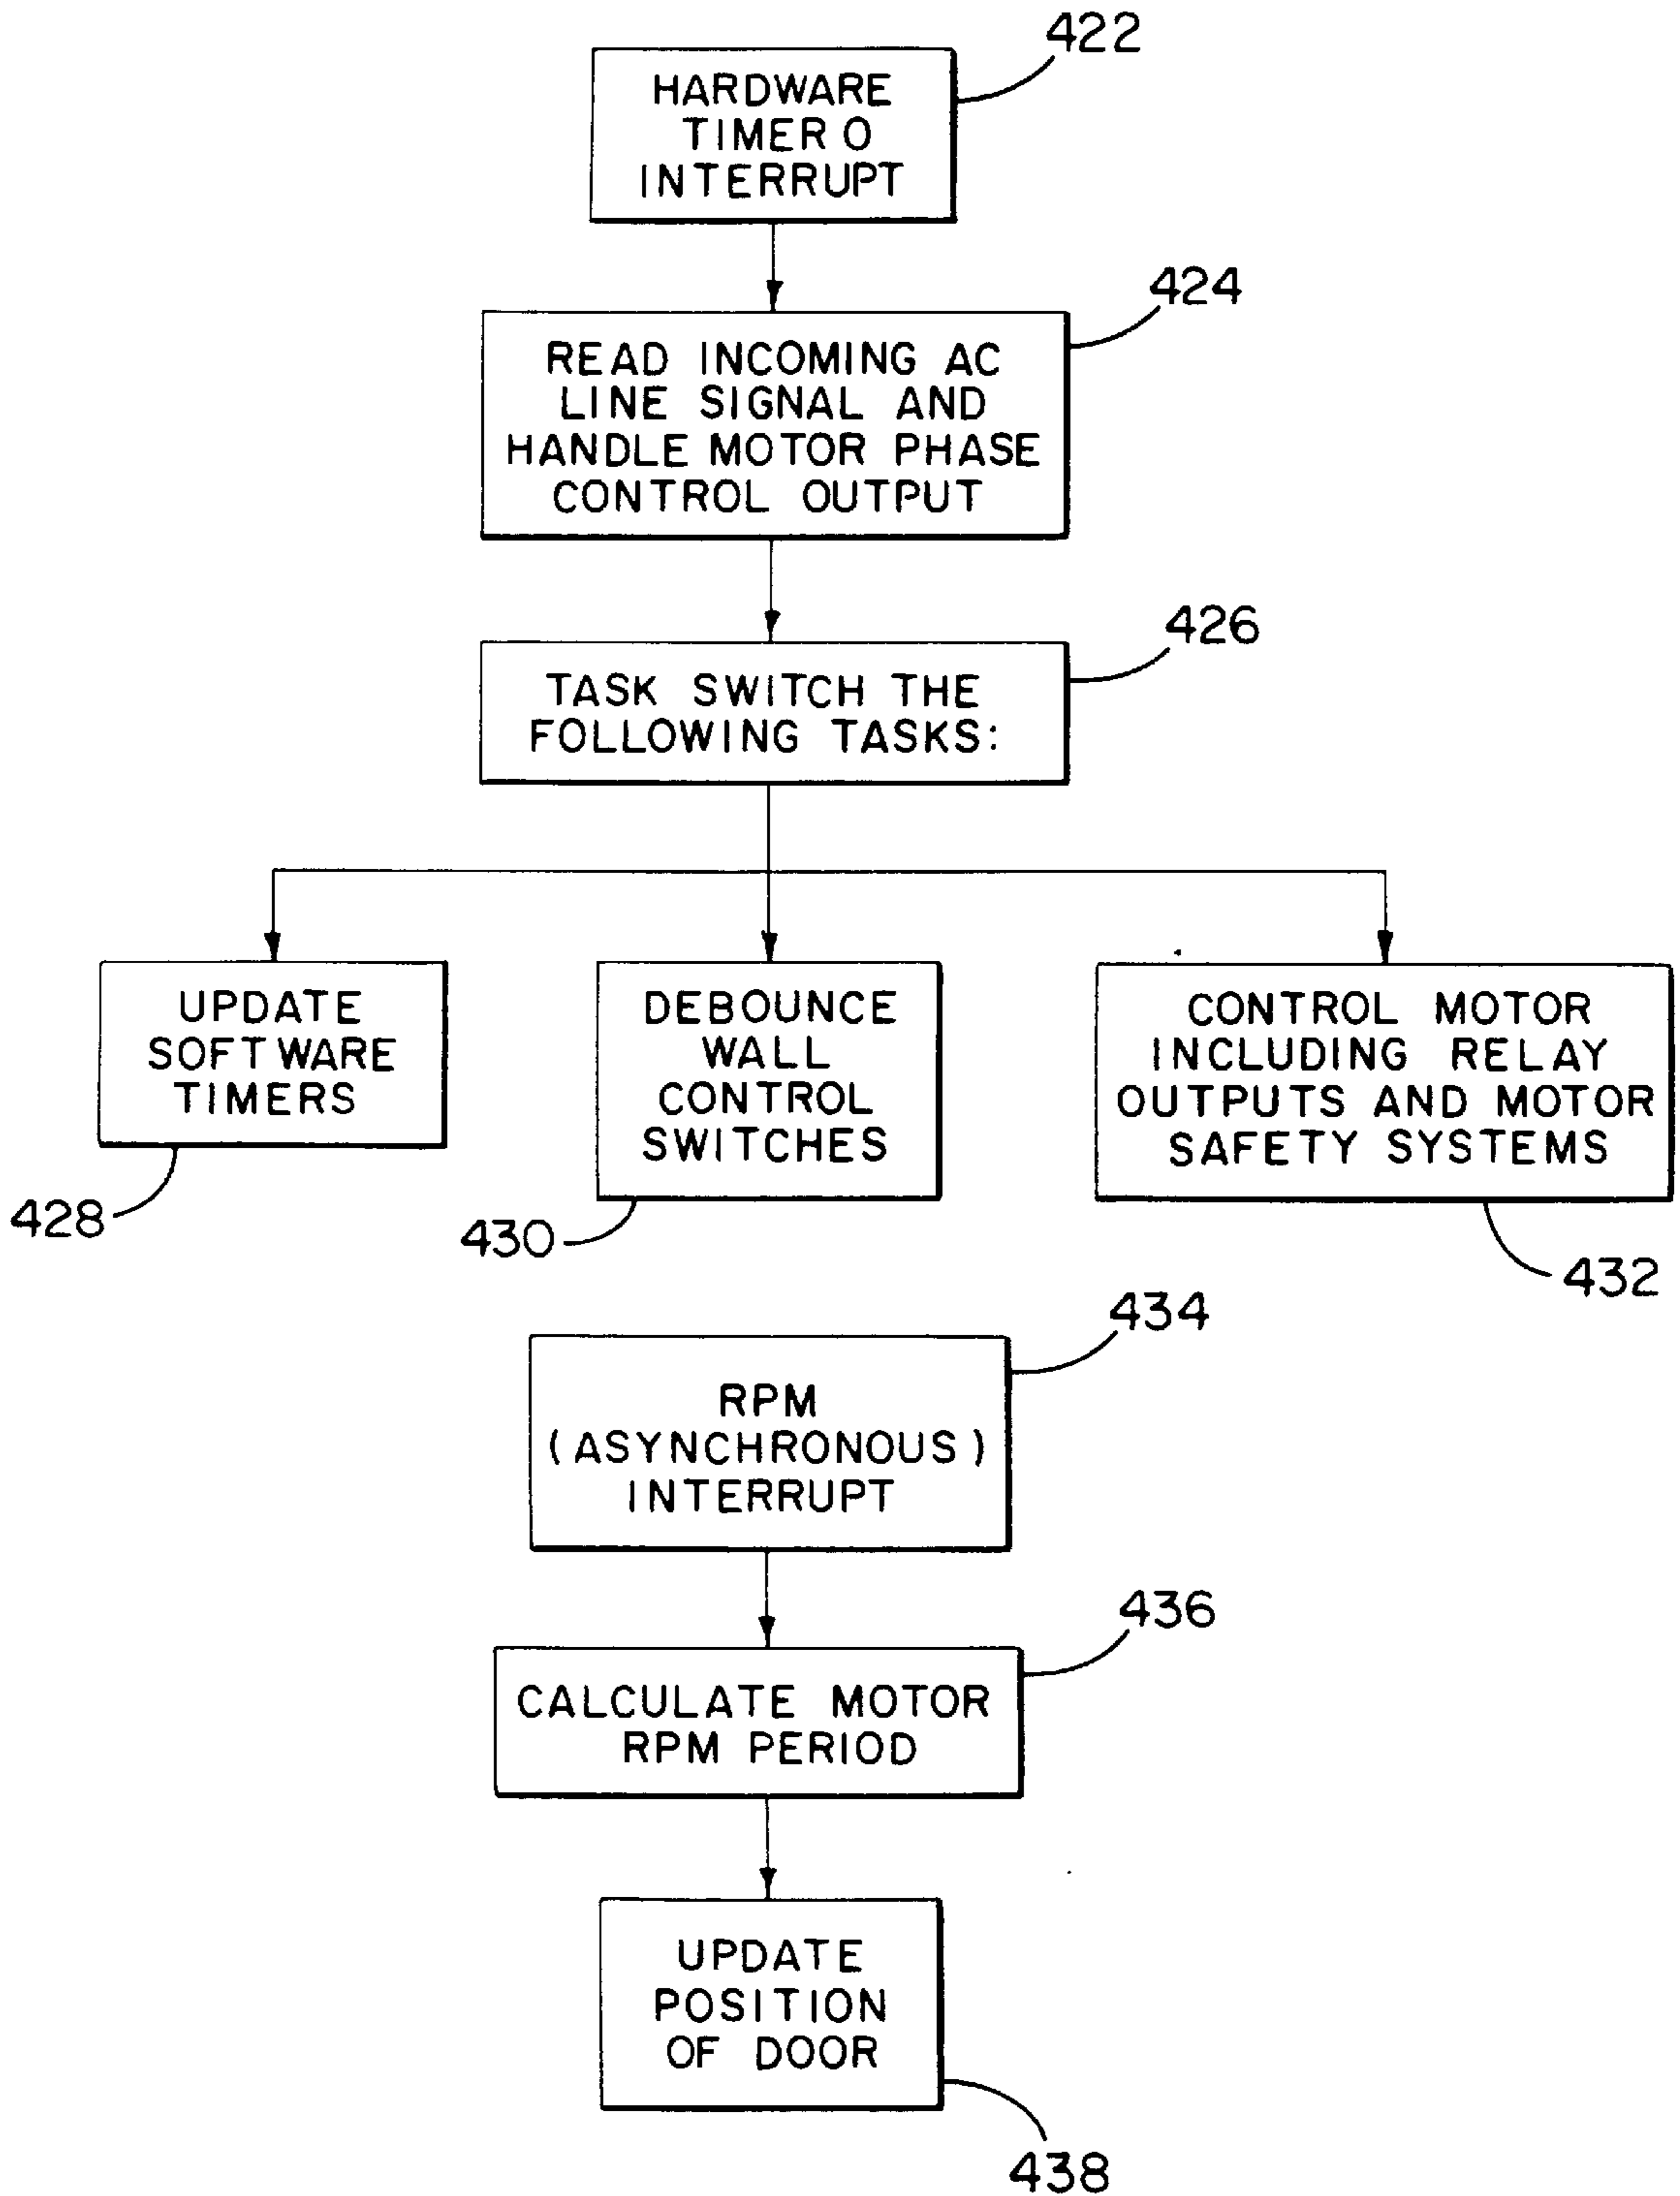 422
HARDWARE
TIMER 0
INTERRUPT
424
READ INCOMING AC
LINE SIGNAL AND
HANDLE MOTOR PHASE
CONTROL OUTPUT
426
TASK SWITCH THE
FOLLOWING TASKS:
UPDATE
SOFTWARE
TIMERS
428
DEBOUNCE
WALL
CONTROL
SWITCHES
430
CONTROL MOTOR
INCLUDING RELAY
OUTPUTS AND MOTOR
SAFETY SYSTEMS
432
434
RPM
(ASYNCHRONOUS)
INTERRUPT
436
CALCULATE MOTOR
RPM PERIOD
UPDATE
POSITION
OF DOOR
438